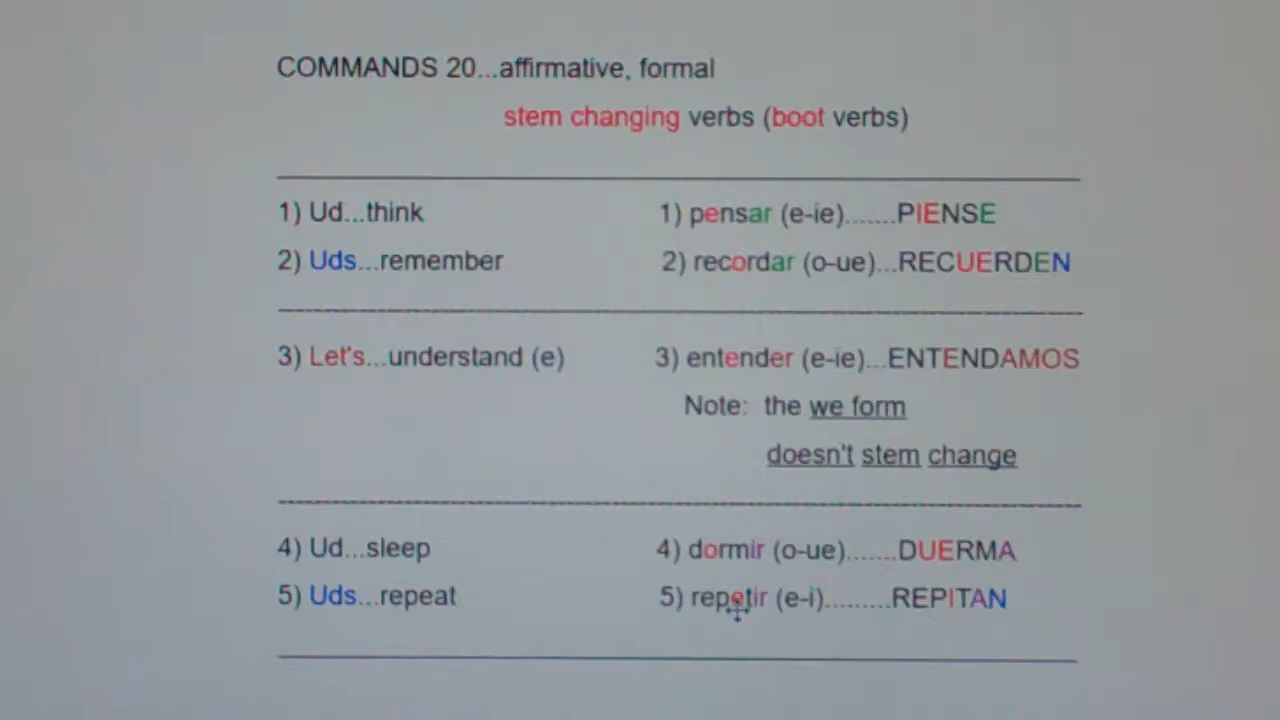 COMMANDS 20...affirmative, formal
stem changing verbs (boot verbs)
1) Ud...think 1) pensar (e-ie).......PIENSE
2) Uds...remember 2) recordar (o-ue)...RECUERDEN
3) Let's...understand (e) 3) entender (e-ie)...ENTENDAMOS
Note: the we form
doesn't stem change
4) Ud...sleep 4) dormir (o-ue).......DUERMA
5) Uds...repeat 5) repetir (e-i).........REPITAN